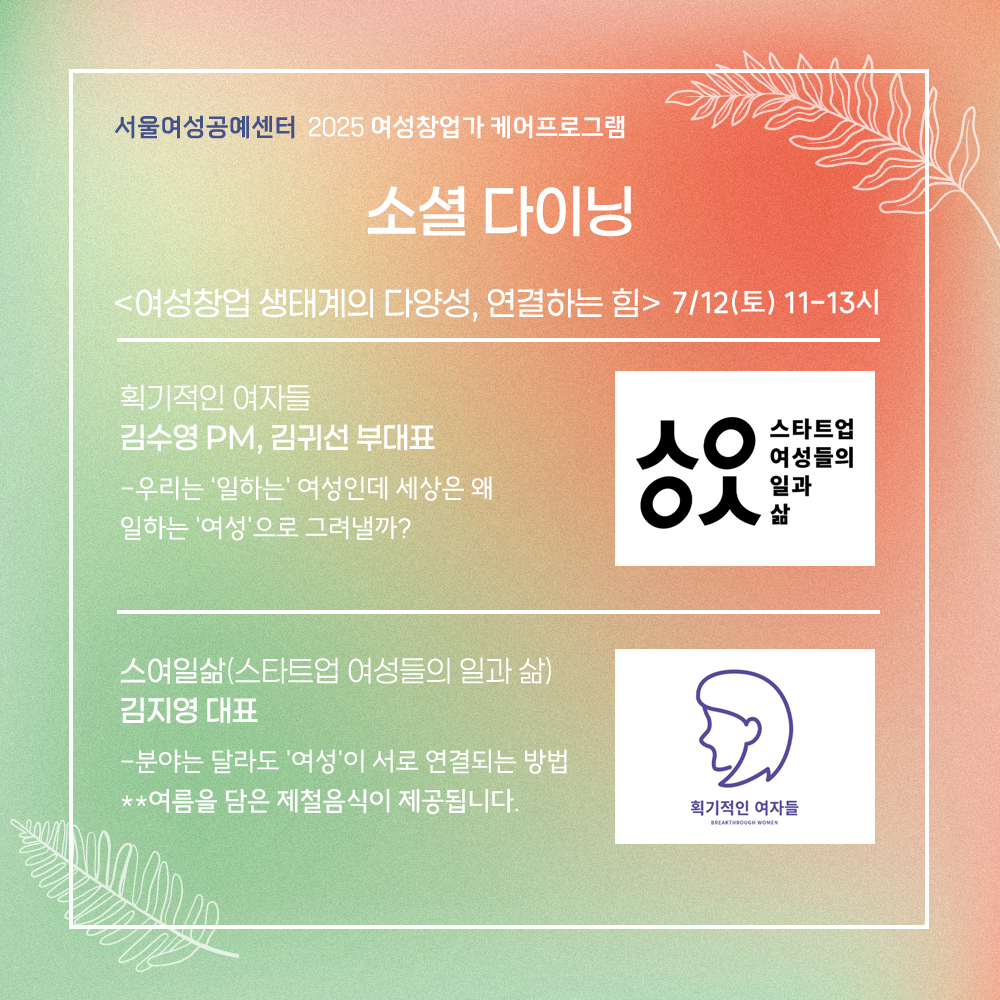 서울여성공예센터 2025 여성창업가 케어프로그램
소셜 다이닝
<여성창업 생태계의 다양성, 연결하는 힘> 7/12(토) 11-13시
획기적인 여자들
김수영 PM, 김귀선 부대표
-우리는 '일하는' 여성인데 세상은 왜
일하는 '여성'으로 그려낼까?
스타트업
여성들의
일과
삶
스여일삶(스타트업 여성들의 일과 삶)
김지영 대표
-분야는 달라도 '여성'이 서로 연결되는 방법
**여름을 담은 제철음식이 제공됩니다.
획기적인 여자들
BREAKTHROUGH WOMEN